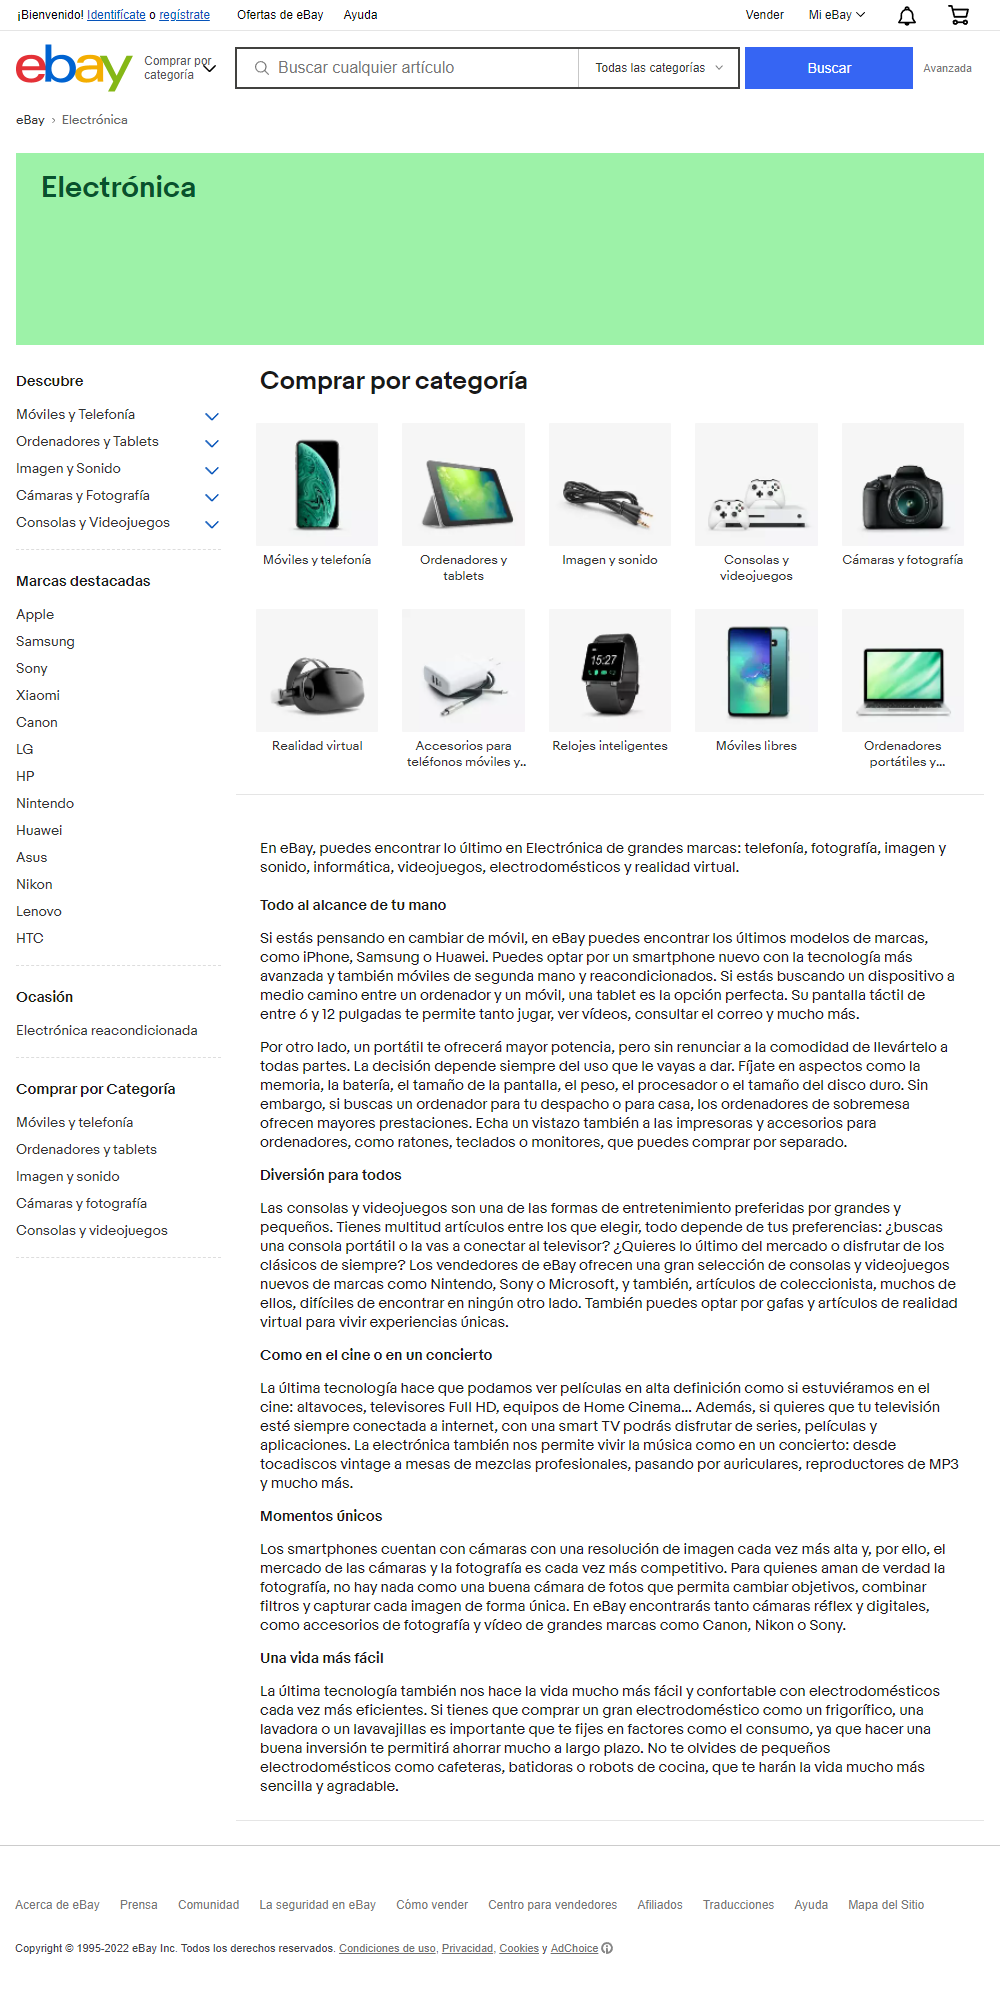 ¡Bienvenido! Identifícate o regístrate Ofertas de eBay Ayuda Vender Mi eBay
ebay Comprar por categoría Buscar cualquier artículo Todas las categorías Buscar Avanzada
eBay › Electrónica
Electrónica
Descubre
Móviles y Telefonía
Ordenadores y Tablets
Imagen y Sonido
Cámaras y Fotografía
Consolas y Videojuegos
Marcas destacadas
Apple
Samsung
Sony
Xiaomi
Canon
LG
HP
Nintendo
Huawei
Asus
Nikon
Lenovo
HTC
Ocasión
Electrónica reacondicionada
Comprar por Categoría
Móviles y telefonía
Ordenadores y tablets
Imagen y sonido
Cámaras y fotografía
Consolas y videojuegos
Comprar por categoría
Móviles y telefonía
Ordenadores y
tablets
Imagen y sonido
Consolas y
videojuegos
Cámaras y fotografía
Realidad virtual
Accesorios para
teléfonos móviles y..
15:27
Relojes inteligentes
Móviles libres
Ordenadores
portátiles y...
En eBay, puedes encontrar lo último en Electrónica de grandes marcas: telefonía, fotografía, imagen y
sonido, informática, videojuegos, electrodomésticos y realidad virtual.
Todo al alcance de tu mano
Si estás pensando en cambiar de móvil, en eBay puedes encontrar los últimos modelos de marcas,
como iPhone, Samsung o Huawei. Puedes optar por un smartphone nuevo con la tecnología más
avanzada y también móviles de segunda mano y reacondicionados. Si estás buscando un dispositivo a
medio camino entre un ordenador y un móvil, una tablet es la opción perfecta. Su pantalla táctil de
entre 6 y 12 pulgadas te permite tanto jugar, ver vídeos, consultar el correo y mucho más.
Por otro lado, un portátil te ofrecerá mayor potencia, pero sin renunciar a la comodidad de llevártelo a
todas partes. La decisión depende siempre del uso que le vayas a dar. Fíjate en aspectos como la
memoria, la batería, el tamaño de la pantalla, el peso, el procesador o el tamaño del disco duro. Sin
embargo, si buscas un ordenador para tu despacho o para casa, los ordenadores de sobremesa
ofrecen mayores prestaciones. Echa un vistazo también a las impresoras y accesorios para
ordenadores, como ratones, teclados o monitores, que puedes comprar por separado.
Diversión para todos
Las consolas y videojuegos son una de las formas de entretenimiento preferidas por grandes y
pequeños. Tienes multitud artículos entre los que elegir, todo depende de tus preferencias: ¿buscas
una consola portátil o la vas a conectar al televisor? ¿Quieres lo último del mercado o disfrutar de los
clásicos de siempre? Los vendedores de eBay ofrecen una gran selección de consolas y videojuegos
nuevos de marcas como Nintendo, Sony o Microsoft, y también, artículos de coleccionista, muchos de
ellos, difíciles de encontrar en ningún otro lado. También puedes optar por gafas y artículos de realidad
virtual para vivir experiencias únicas.
Como en el cine o en un concierto
La última tecnología hace que podamos ver películas en alta definición como si estuviéramos en el
cine: altavoces, televisores Full HD, equipos de Home Cinema... Además, si quieres que tu televisión
esté siempre conectada a internet, con una smart TV podrás disfrutar de series, películas y
aplicaciones. La electrónica también nos permite vivir la música como en un concierto: desde
tocadiscos vintage a mesas de mezclas profesionales, pasando por auriculares, reproductores de MP3
y mucho más.
Momentos únicos
Los smartphones cuentan con cámaras con una resolución de imagen cada vez más alta y, por ello, el
mercado de las cámaras y la fotografía es cada vez más competitivo. Para quienes aman de verdad la
fotografía, no hay nada como una buena cámara de fotos que permita cambiar objetivos, combinar
filtros y capturar cada imagen de forma única. En eBay encontrarás tanto cámaras réflex y digitales,
como accesorios de fotografía y vídeo de grandes marcas como Canon, Nikon o Sony.
Una vida más fácil
La última tecnología también nos hace la vida mucho más fácil y confortable con electrodomésticos
cada vez más eficientes. Si tienes que comprar un gran electrodoméstico como un frigorífico, una
lavadora o un lavavajillas es importante que te fijes en factores como el consumo, ya que hacer una
buena inversión te permitirá ahorrar mucho a largo plazo. No te olvides de pequeños
electrodomésticos como cafeteras, batidoras o robots de cocina, que te harán la vida mucho más
sencilla y agradable.
Acerca de eBay Prensa Comunidad La seguridad en eBay Cómo vender Centro para vendedores Afiliados Traducciones Ayuda Mapa del Sitio
Copyright © 1995-2022 eBay Inc. Todos los derechos reservados. Condiciones de uso, Privacidad, Cookies y AdChoice